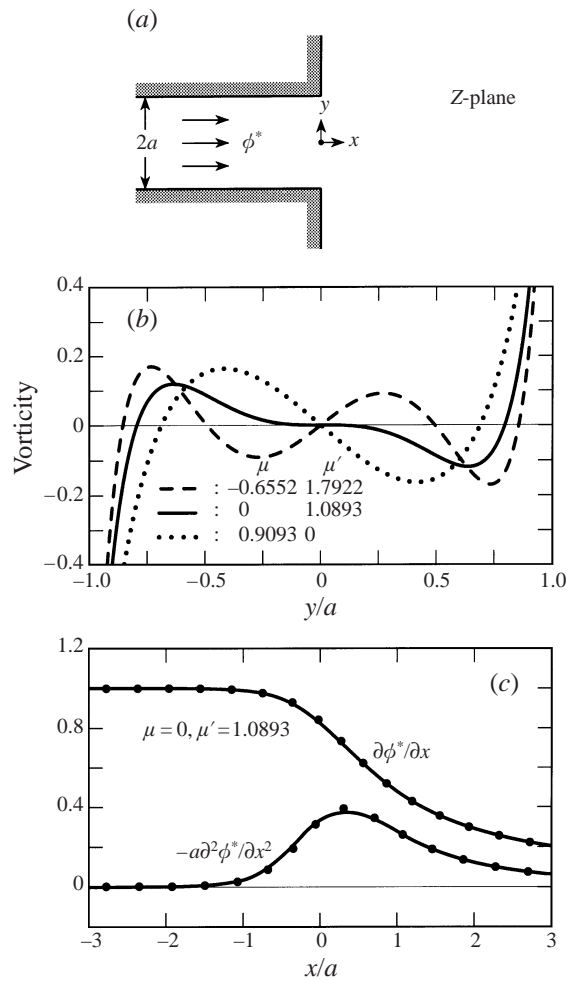 (a)
Z-plane
y
2a
ϕ* x
0.4
(b)
0.2
Vorticity
0
μ μ′
: –0.6552 1.7922
–0.2
: 0 1.0893
: 0.9093 0
–0.4
–1.0 –0.5 0 0.5 1.0
y/a
1.2
(c)
μ = 0, μ′ = 1.0893
0.8
∂ϕ*/∂x
0.4
–a∂²ϕ*/∂x²
0
–3 –2 –1 0 1 2 3
x/a